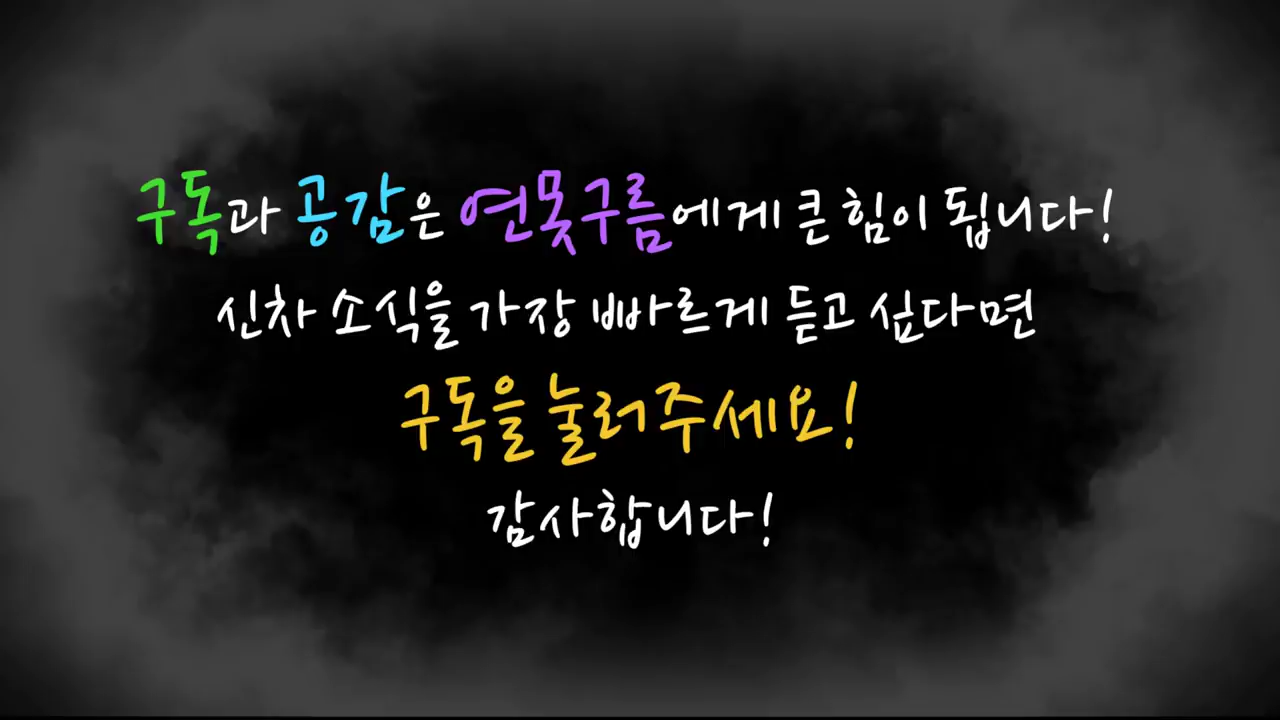 구독과 공감은 연못구름에게 큰 힘이 됩니다!
신차 소식을 가장 빠르게 듣고 싶다면
구독을 눌러주세요!
감사합니다!